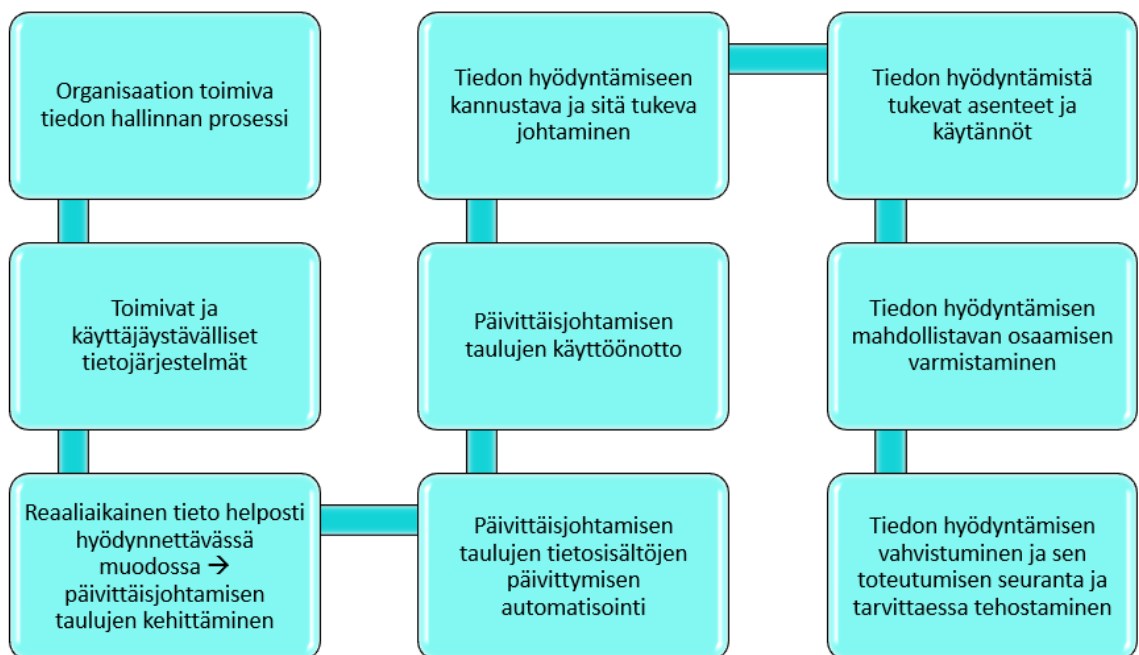 Organisaation toimiva
tiedon hallinnan prosessi
Toimivat ja
käyttäjäystävälliset
tietojärjestelmät
Reaaliaikainen tieto helposti
hyödynnettävässä
muodossa →
päivittäisjohtamisen
taulujen kehittäminen
Päivittäisjohtamisen
taulujen tietosisältöjen
päivittymisen
automatisointi
Päivittäisjohtamisen
taulujen käyttöönotto
Tiedon hyödyntämiseen
kannustava ja sitä tukeva
johtaminen
Tiedon hyödyntämistä
tukevat asenteet ja
käytännöt
Tiedon hyödyntämisen
mahdollistavan osaamisen
varmistaminen
Tiedon hyödyntämisen
vahvistuminen ja sen
toteutumisen seuranta ja
tarvittaessa tehostaminen